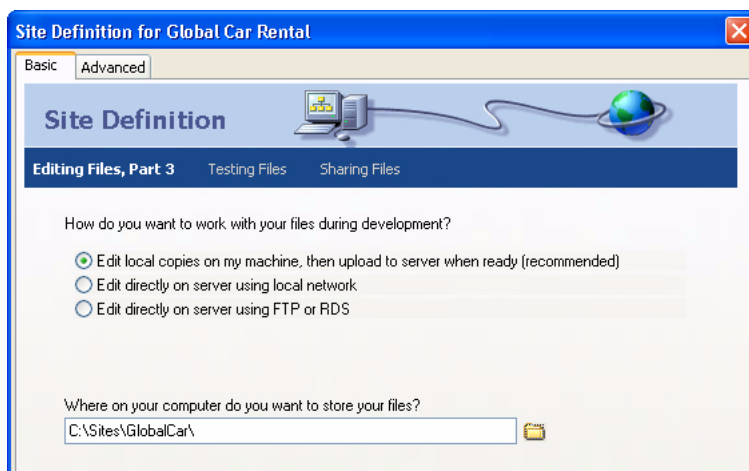 Site Definition for Global Car Rental
Basic Advanced
Site Definition
Editing Files, Part 3 Testing Files Sharing Files
How do you want to work with your files during development?
Edit local copies on my machine, then upload to server when ready (recommended)
Edit directly on server using local network
Edit directly on server using FTP or RDS
Where on your computer do you want to store your files?
C:\Sites\GlobalCar\